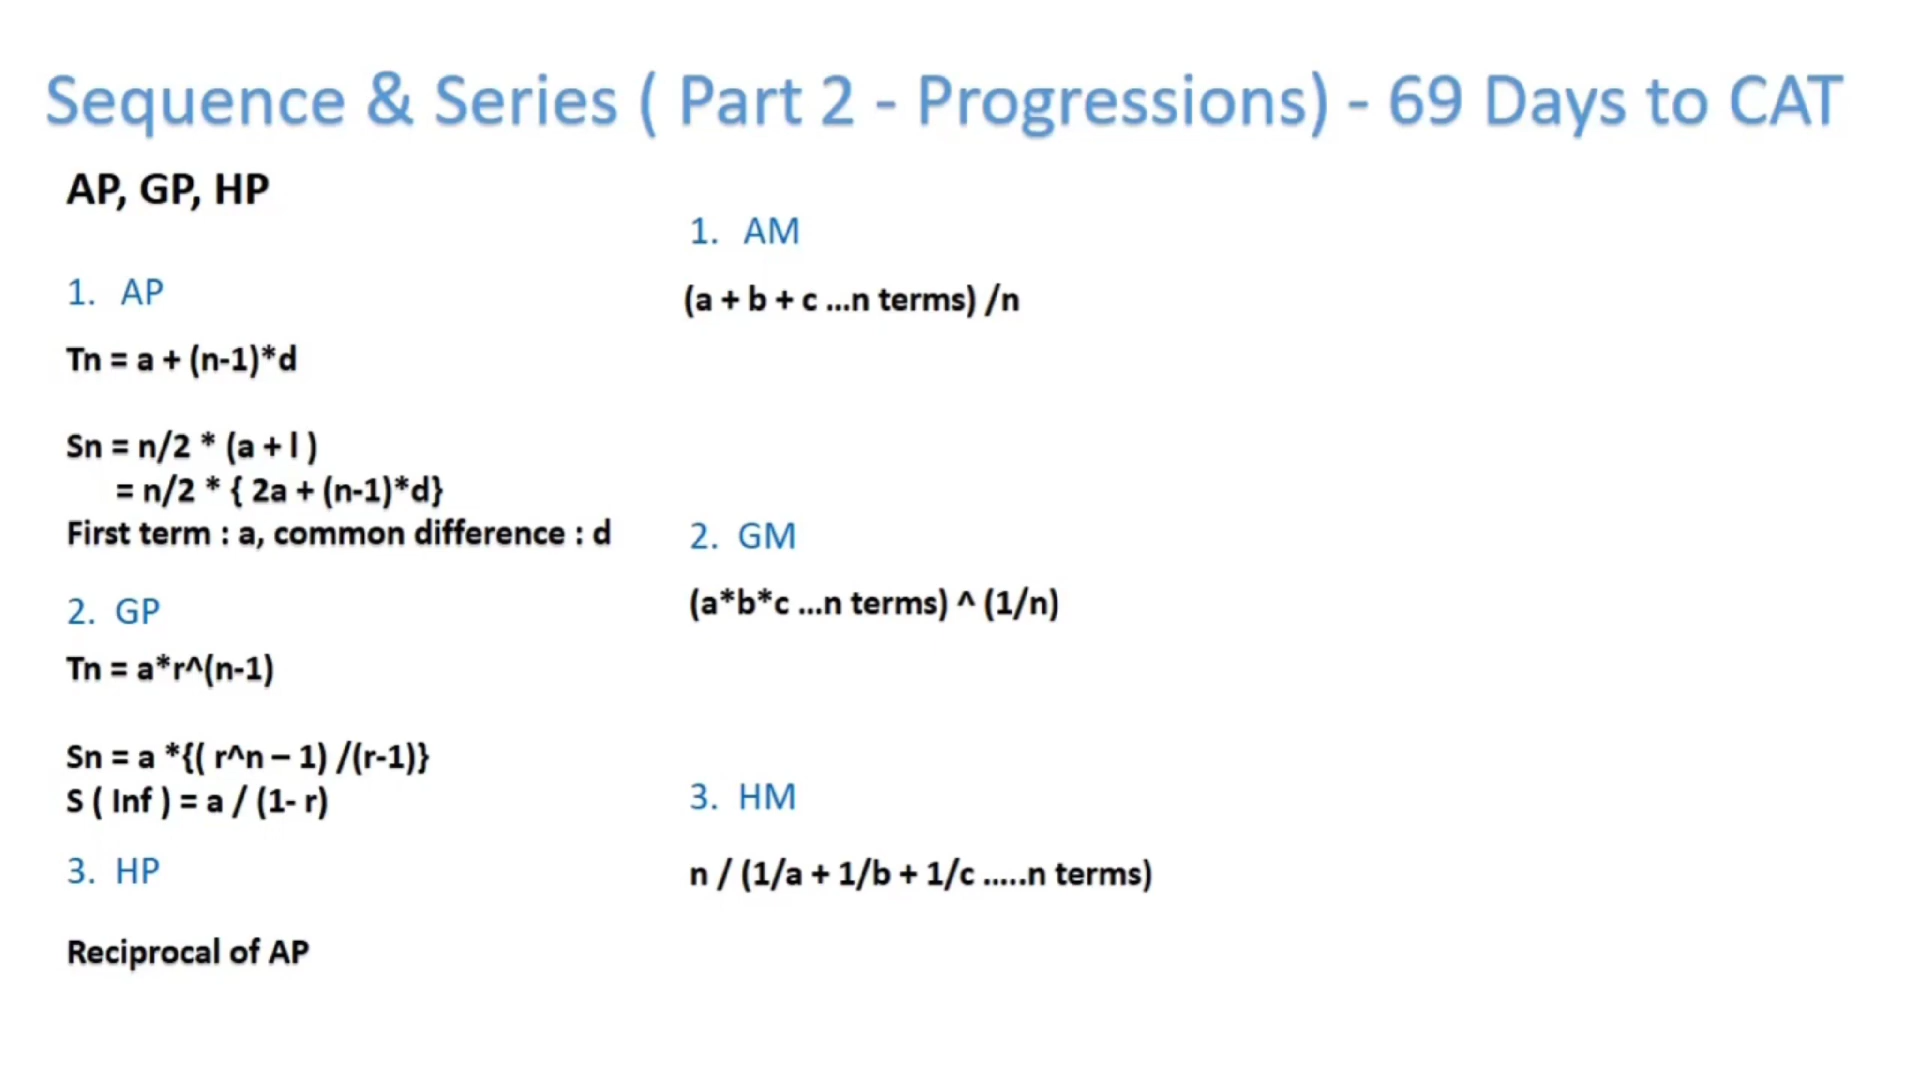 Sequence & Series ( Part 2 - Progressions) - 69 Days to CAT
AP, GP, HP
1. AP
Tn = a + (n-1)*d
Sn = n/2 * (a + l )
= n/2 * { 2a + (n-1)*d}
First term : a, common difference : d
2. GP
Tn = a*r^(n-1)
Sn = a *{( r^n – 1) /(r-1)}
S ( Inf ) = a / (1- r)
3. HP
Reciprocal of AP
1. AM
(a + b + c ...n terms) /n
2. GM
(a*b*c ...n terms) ^ (1/n)
3. HM
n / (1/a + 1/b + 1/c .....n terms)